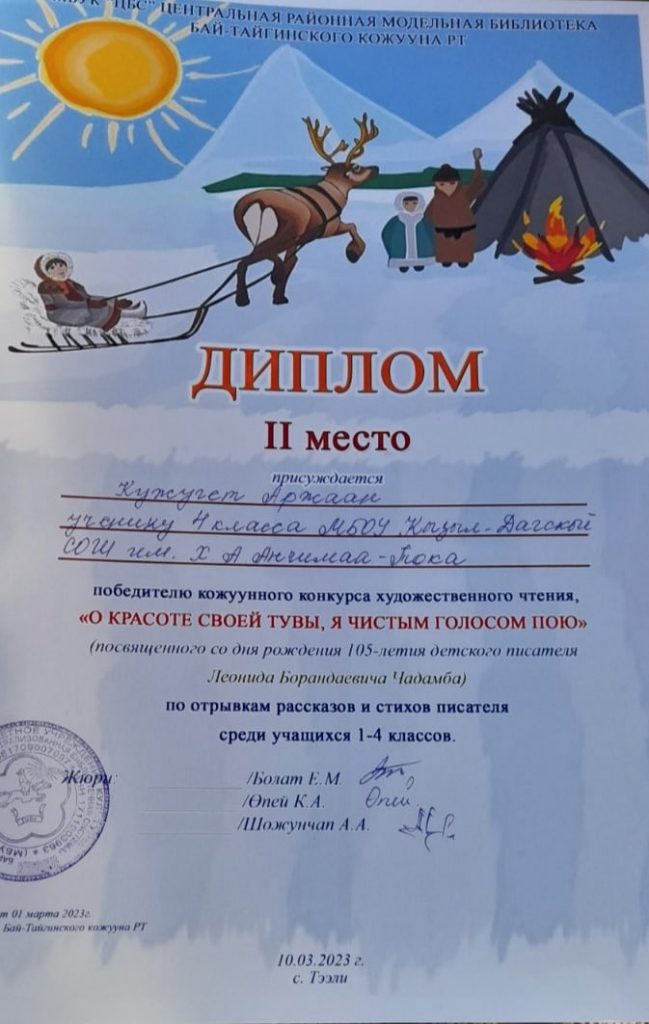 МБУК "ЦБС" ЦЕНТРАЛЬНАЯ РАЙОННАЯ МОДЕЛЬНАЯ БИБЛИОТЕКА
БАЙ-ТАЙГИНСКОГО КОЖУУНА РТ
ДИПЛОМ
II место
присуждается
Кужугет Аржаан
ученику 4 класса МБОУ Кызыл-Дагский
СОШ им. Х А Анчимаа-Тока
победителю кожуунного конкурса художественного чтения,
«О КРАСОТЕ СВОЕЙ ТУВЫ, Я ЧИСТЫМ ГОЛОСОМ ПОЮ»
(посвященного со дня рождения 105-летия детского писателя
Леонида Борандаевича Чадамба)
по отрывкам рассказов и стихов писателя
среди учащихся 1-4 классов.
Жюри:
/Болат Е.М.
/Өпей К.А. Өпей
/Шожунчап А.А.
от 01 марта 2023г.
Бай-Тайгинского кожууна РТ
10.03.2023 г.
с. Тээли